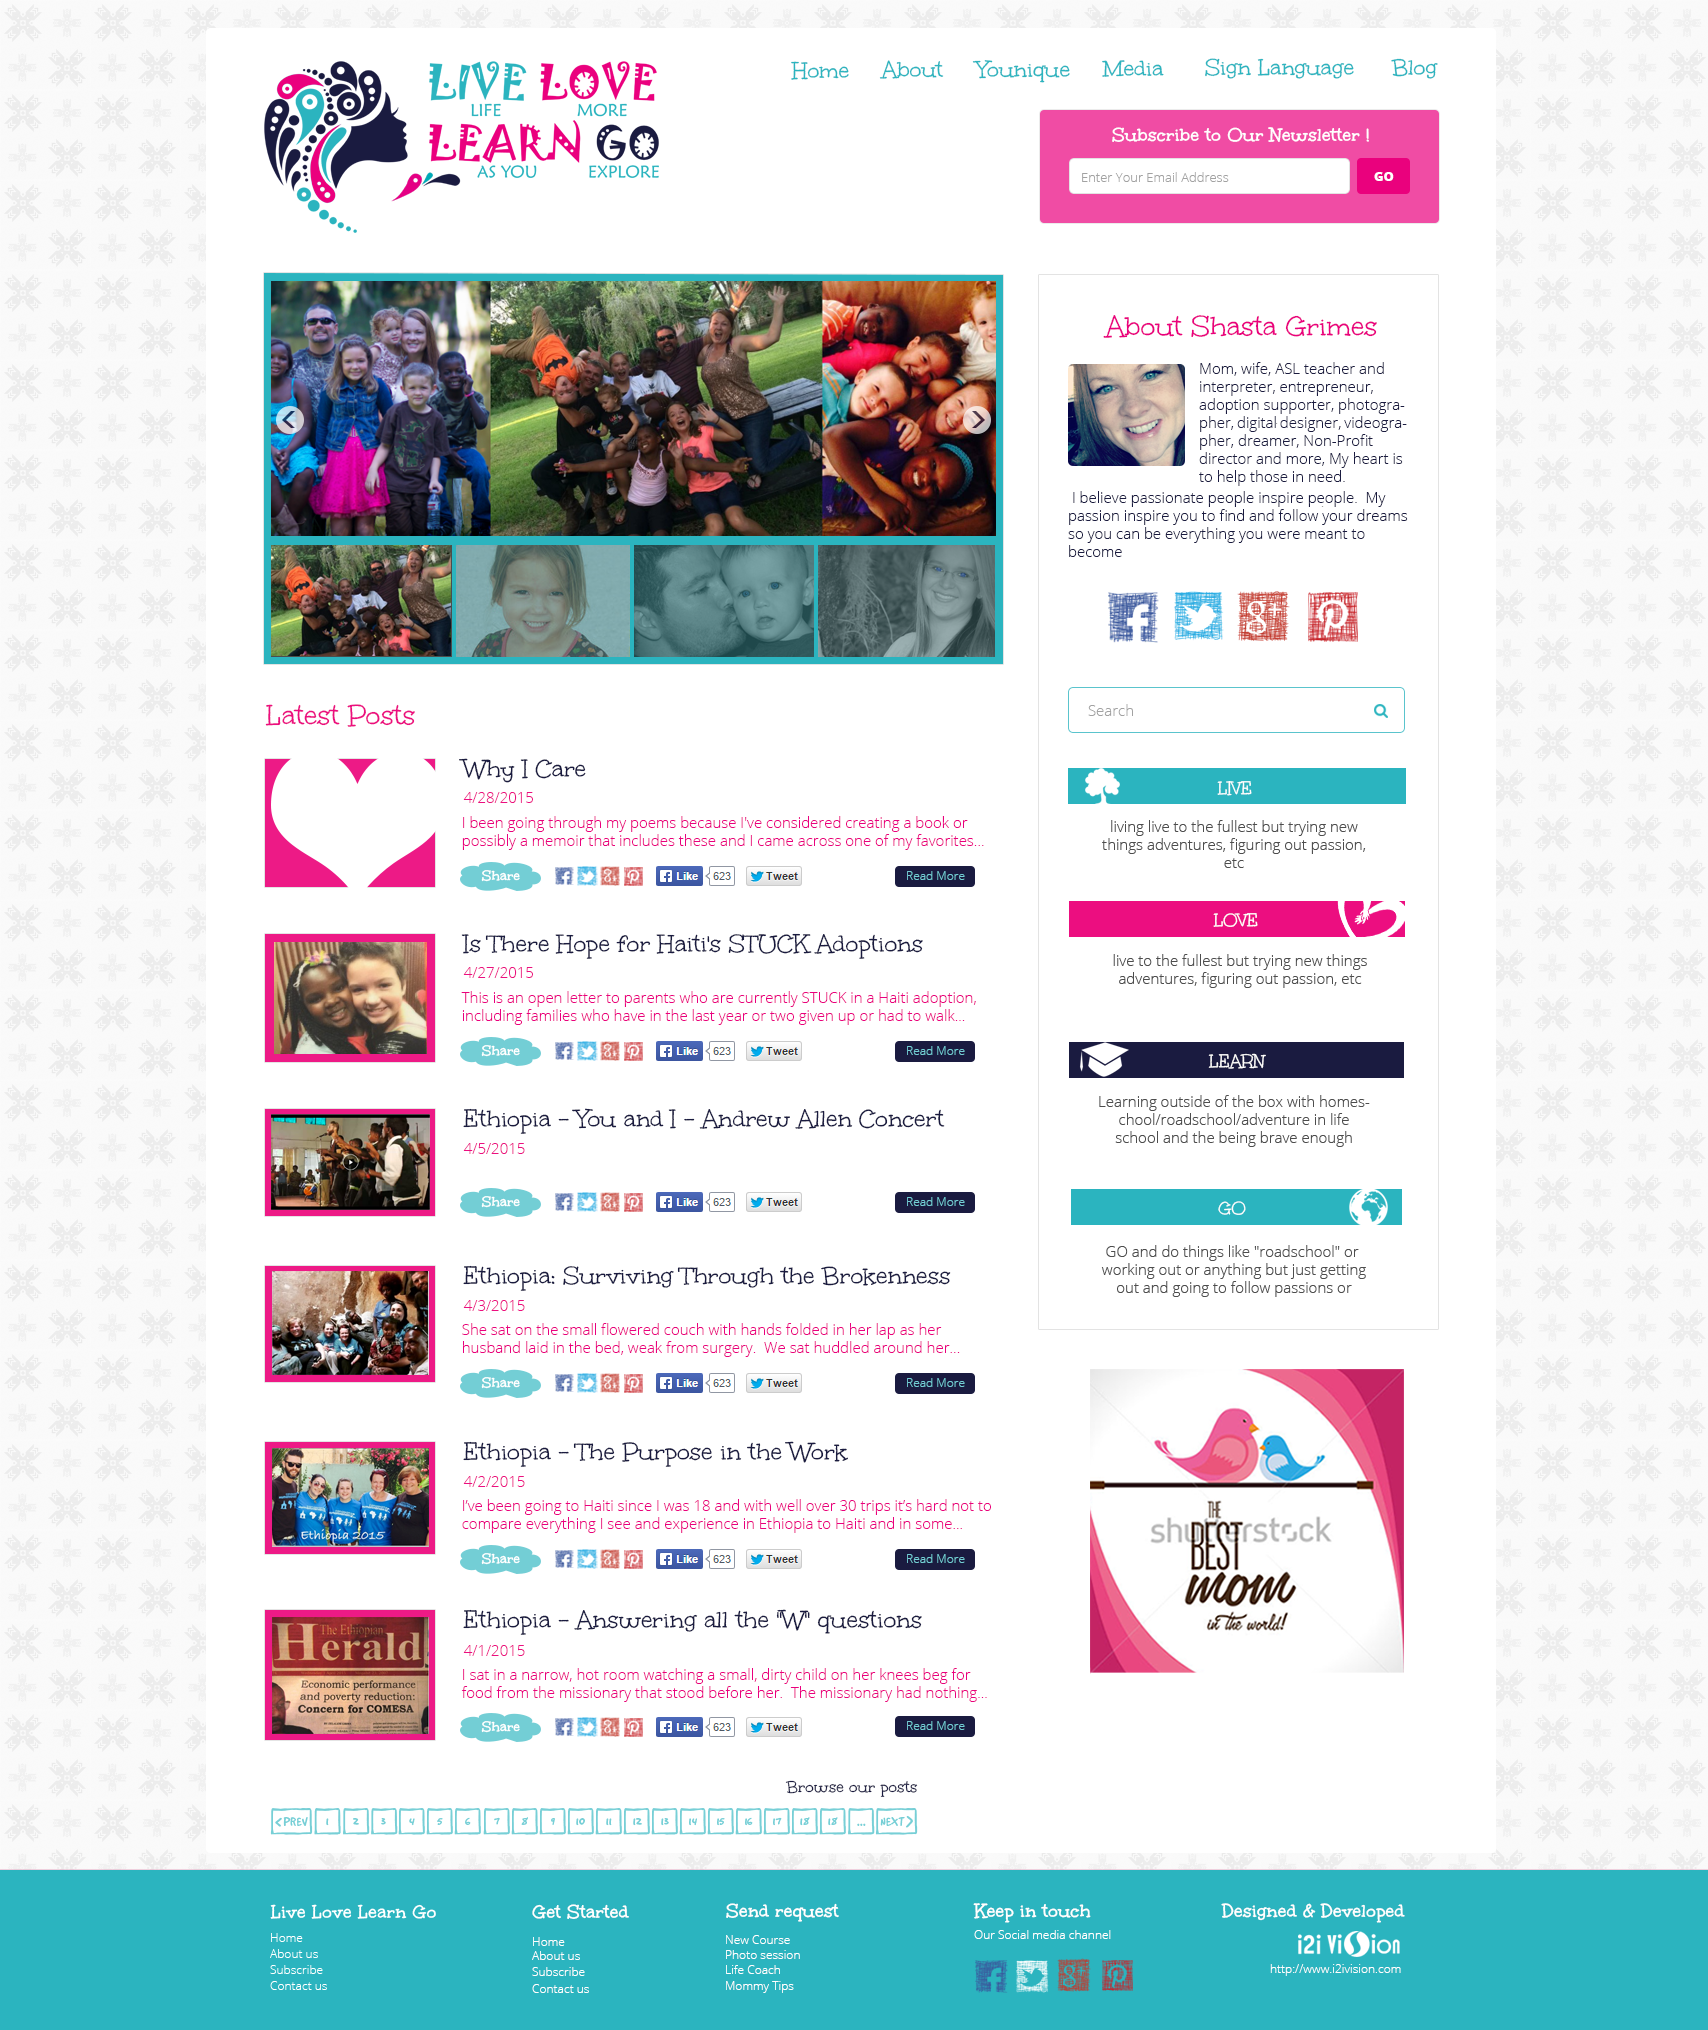 LIVE LOVE
LIFE MORE
LEARN GO
AS YOU EXPLORE
Home About Younique Media Sign Language Blog
Subscribe to Our Newsletter !
Enter Your Email Address GO
About Shasta Grimes
Mom, wife, ASL teacher and
interpreter, entrepreneur,
adoption supporter, photogra-
pher, digital designer, videogra-
pher, dreamer, Non-Profit
director and more, My heart is
to help those in need.
I believe passionate people inspire people. My
passion inspire you to find and follow your dreams
so you can be everything you were meant to
become
Search
LIVE
living live to the fullest but trying new
things adventures, figuring out passion,
etc
LOVE
live to the fullest but trying new things
adventures, figuring out passion, etc
LEARN
Learning outside of the box with homes-
chool/roadschool/adventure in life
school and the being brave enough
GO
GO and do things like "roadschool" or
working out or anything but just getting
out and going to follow passions or
shutterstock
THE
BEST
mom
in the world!
Latest Posts
Why I Care
4/28/2015
I been going through my poems because I've considered creating a book or
possibly a memoir that includes these and I came across one of my favorites...
Share Like 623 Tweet Read More
Is There Hope for Haiti's STUCK Adoptions
4/27/2015
This is an open letter to parents who are currently STUCK in a Haiti adoption,
including families who have in the last year or two given up or had to walk...
Share Like 623 Tweet Read More
Ethiopia - You and I - Andrew Allen Concert
4/5/2015
Share Like 623 Tweet Read More
Ethiopia: Surviving Through the Brokenness
4/3/2015
She sat on the small flowered couch with hands folded in her lap as her
husband laid in the bed, weak from surgery. We sat huddled around her...
Share Like 623 Tweet Read More
Ethiopia 2015
Ethiopia - The Purpose in the Work
4/2/2015
I've been going to Haiti since I was 18 and with well over 30 trips it's hard not to
compare everything I see and experience in Ethiopia to Haiti and in some...
Share Like 623 Tweet Read More
The Ethiopian
Herald
Economic performance
and poverty reduction:
Concern for COMESA
Ethiopia - Answering all the "W" questions
4/1/2015
I sat in a narrow, hot room watching a small, dirty child on her knees beg for
food from the missionary that stood before her. The missionary had nothing...
Share Like 623 Tweet Read More
Browse our posts
<PREV 1 2 3 4 5 6 7 8 9 10 11 12 13 14 15 16 17 18 18 ... NEXT>
Live Love Learn Go
Home
About us
Subscribe
Contact us
Get Started
Home
About us
Subscribe
Contact us
Send request
New Course
Photo session
Life Coach
Mommy Tips
Keep in touch
Our Social media channel
Designed & Developed
i2i ViSion
http://www.i2ivision.com